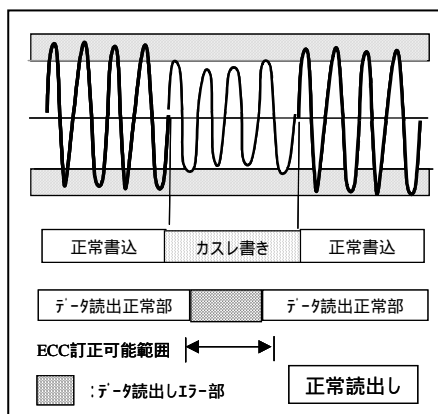 正常書込 カスレ書き 正常書込
ﾃﾞｰﾀ読出正常部 ﾃﾞｰﾀ読出正常部
ECC訂正可能範囲
:ﾃﾞｰﾀ読出しｴﾗｰ部 正常読出し